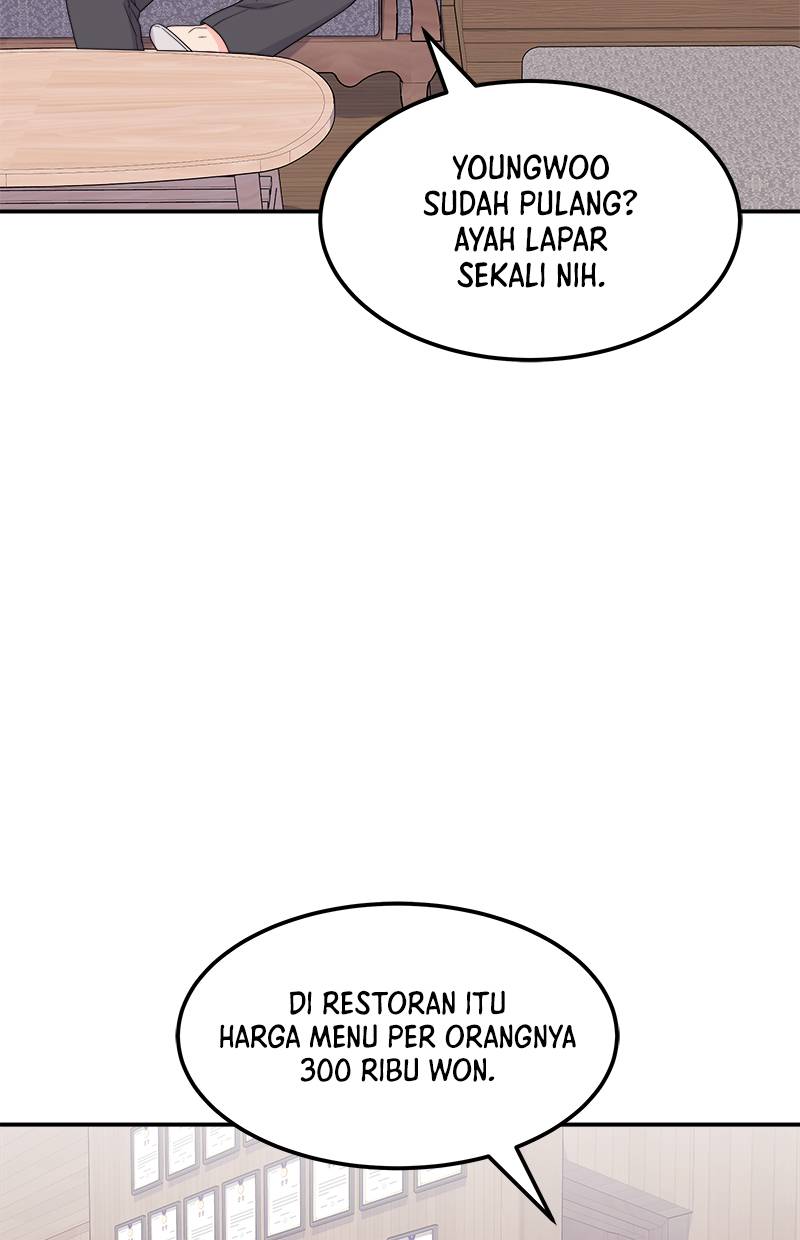 YOUNGWOO
SUDAH PULANG?
AYAH LAPAR
SEKALI NIH.
DI RESTORAN ITU
HARGA MENU PER ORANGNYA
300 RIBU WON.